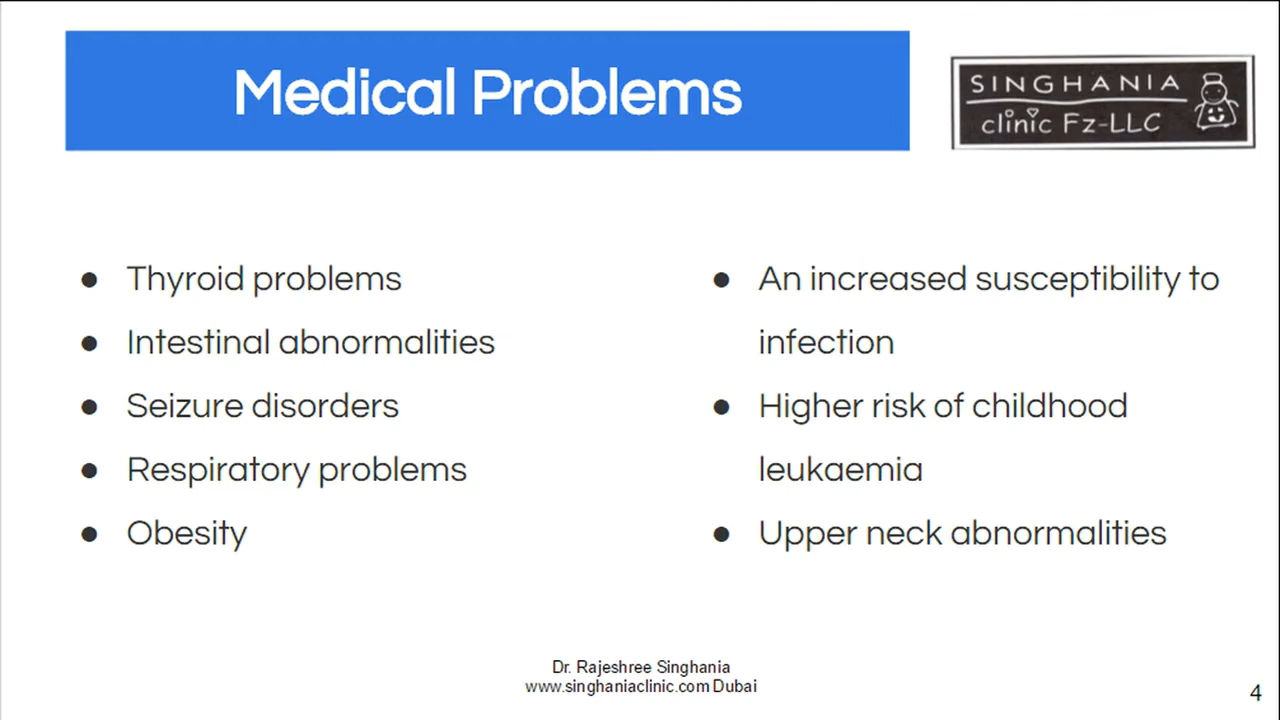 Medical Problems
SINGHANIA
clinic Fz-LLC
● Thyroid problems
● Intestinal abnormalities
● Seizure disorders
● Respiratory problems
● Obesity
● An increased susceptibility to
infection
● Higher risk of childhood
leukaemia
● Upper neck abnormalities
Dr. Rajeshree Singhania
www.singhaniaclinic.com Dubai
4